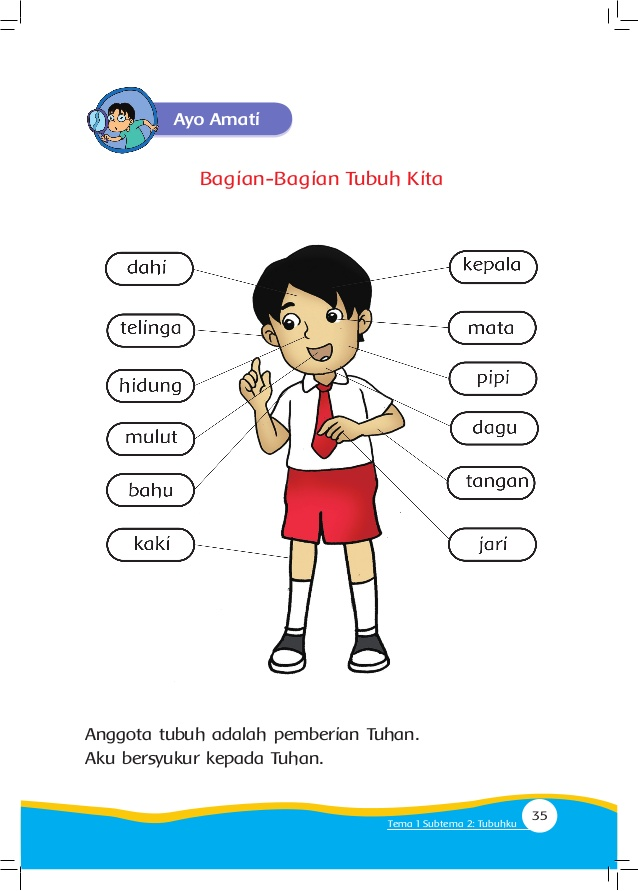 Ayo Amati
Bagian-Bagian Tubuh Kita
dahi
kepala
telinga
mata
hidung
pipi
mulut
dagu
bahu
tangan
kaki
jari
Anggota tubuh adalah pemberian Tuhan.
Aku bersyukur kepada Tuhan.
Tema 1 Subtema 2: Tubuhku
35